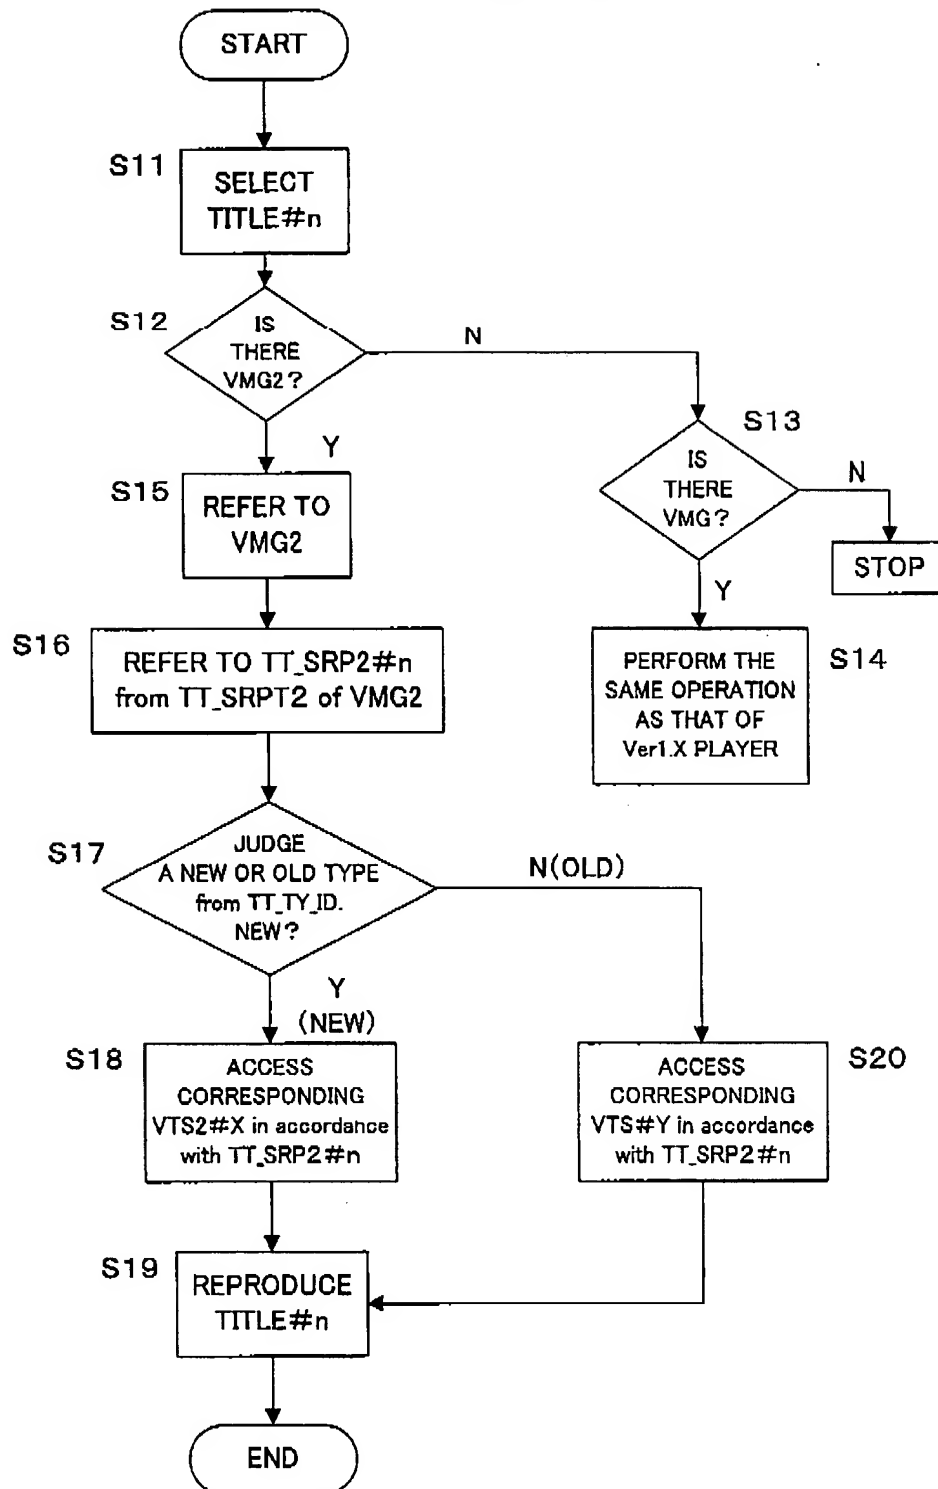 START
S11
SELECT
TITLE#n
S12
IS
THERE
VMG2?
N
Y
S13
IS
THERE
VMG?
N
STOP
Y
S15
REFER TO
VMG2
S16
REFER TO TT_SRP2#n
from TT_SRPT2 of VMG2
S14
PERFORM THE
SAME OPERATION
AS THAT OF
Ver1.X PLAYER
S17
JUDGE
A NEW OR OLD TYPE
from TT_TY_ID.
NEW?
N(OLD)
Y
(NEW)
S18
ACCESS
CORRESPONDING
VTS2#X in accordance
with TT_SRP2#n
S20
ACCESS
CORRESPONDING
VTS#Y in accordance
with TT_SRP2#n
S19
REPRODUCE
TITLE#n
END